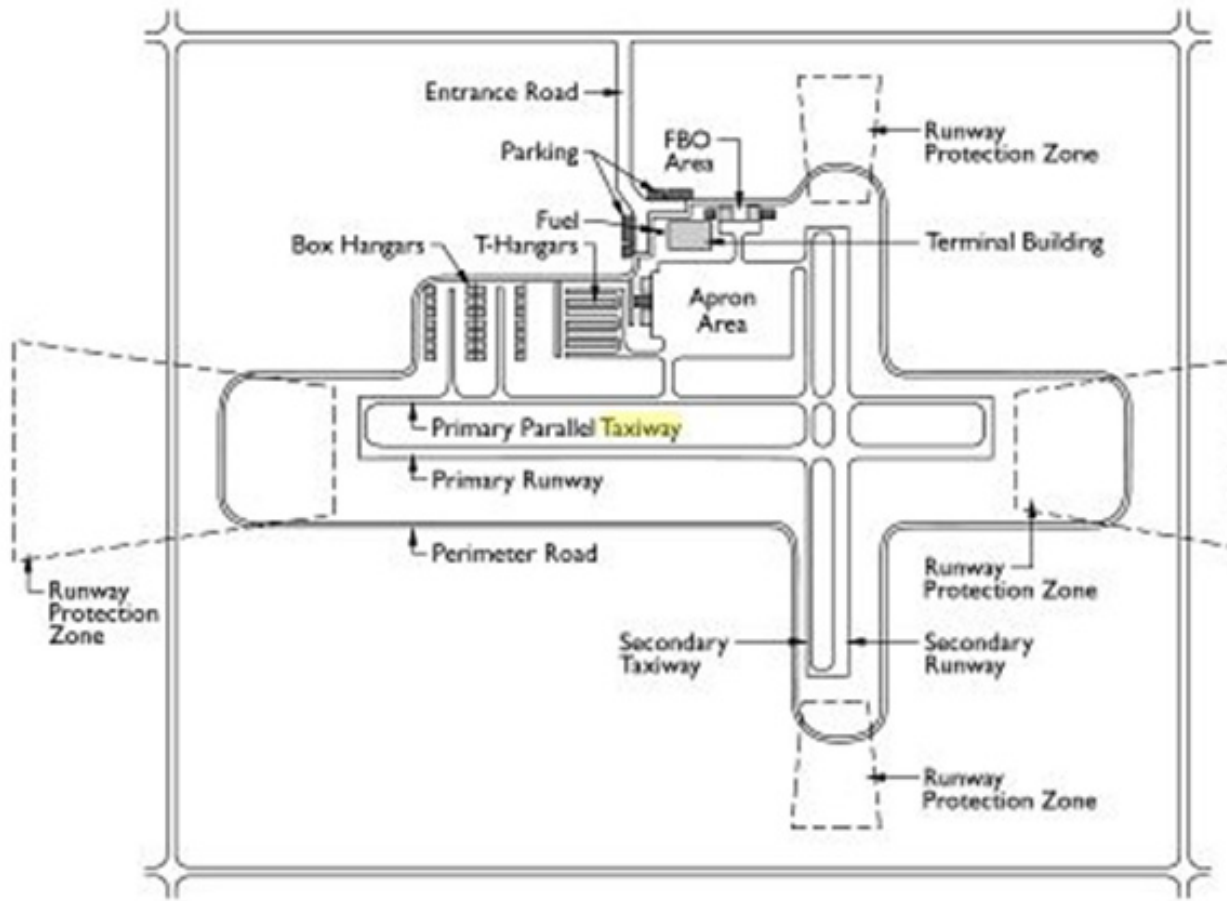 Entrance Road
Parking
FBO
Area
Runway
Protection Zone
Fuel
Box Hangars
T-Hangars
Terminal Building
Apron
Area
Primary Parallel Taxiway
Primary Runway
Perimeter Road
Runway
Protection
Zone
Runway
Protection Zone
Secondary
Taxiway
Secondary
Runway
Runway
Protection Zone